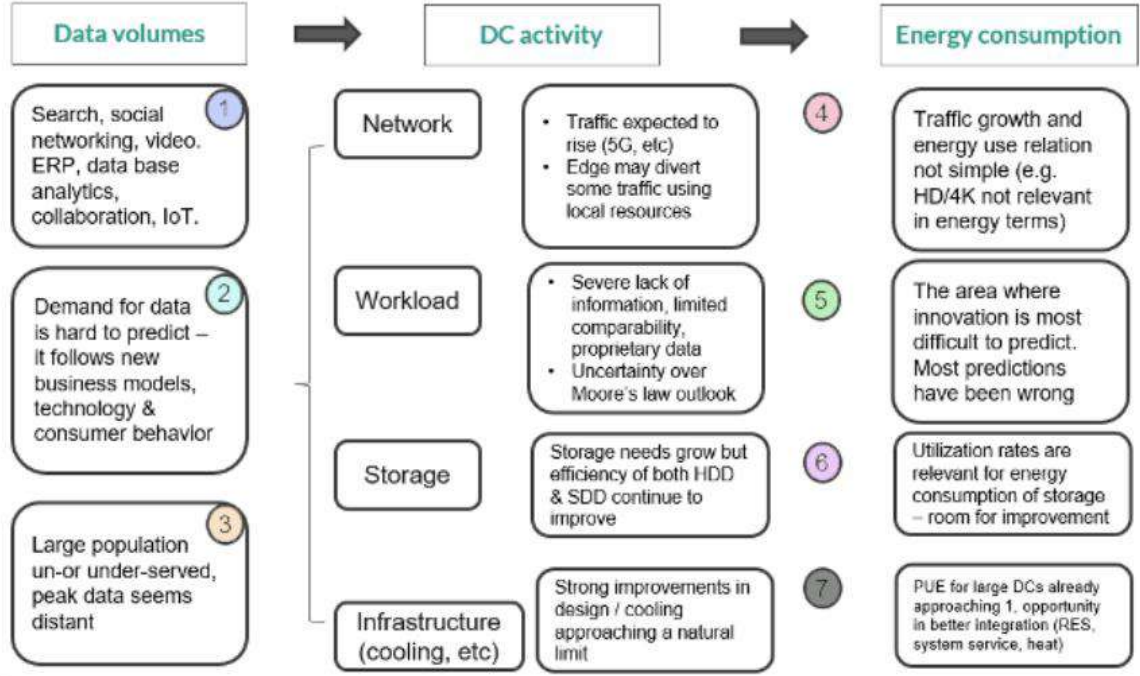 Data volumes
DC activity
Energy consumption
1
Search, social
networking, video.
ERP, data base
analytics,
collaboration, IoT.
2
Demand for data
is hard to predict –
it follows new
business models,
technology &
consumer behavior
3
Large population
un-or under-served,
peak data seems
distant
Network
• Traffic expected to
rise (5G, etc)
• Edge may divert
some traffic using
local resources
4
Traffic growth and
energy use relation
not simple (e.g.
HD/4K not relevant
in energy terms)
Workload
• Severe lack of
information, limited
comparability,
proprietary data
• Uncertainty over
Moore's law outlook
5
The area where
innovation is most
difficult to predict.
Most predictions
have been wrong
Storage
Storage needs grow but
efficiency of both HDD
& SDD continue to
improve
6
Utilization rates are
relevant for energy
consumption of storage
– room for improvement
Infrastructure
(cooling, etc)
Strong improvements in
design / cooling
approaching a natural
limit
7
PUE for large DCs already
approaching 1, opportunity
in better integration (RES,
system service, heat)